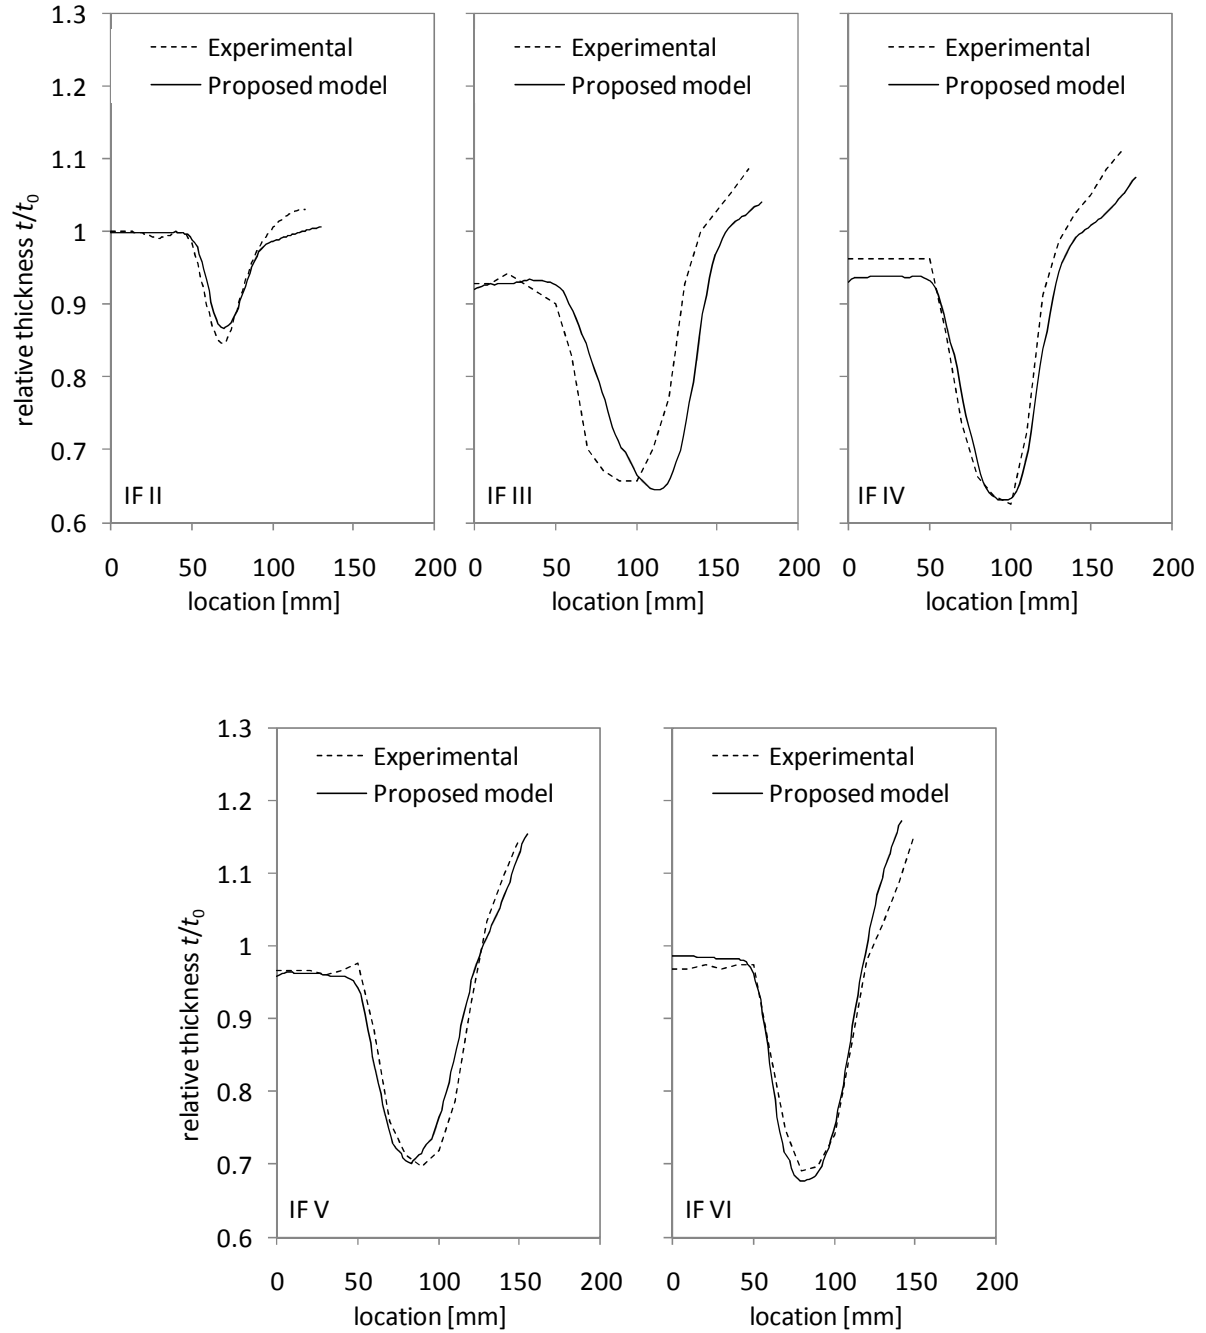 1.3
1.2
1.1
1
0.9
0.8
0.7
0.6
relative thickness t/t0
Experimental
Proposed model
IF II
0 50 100 150 200
location [mm]
Experimental
Proposed model
IF III
0 50 100 150 200
location [mm]
Experimental
Proposed model
IF IV
0 50 100 150 200
location [mm]
1.3
1.2
1.1
1
0.9
0.8
0.7
0.6
relative thickness t/t0
Experimental
Proposed model
IF V
0 50 100 150 200
location [mm]
Experimental
Proposed model
IF VI
0 50 100 150 200
location [mm]